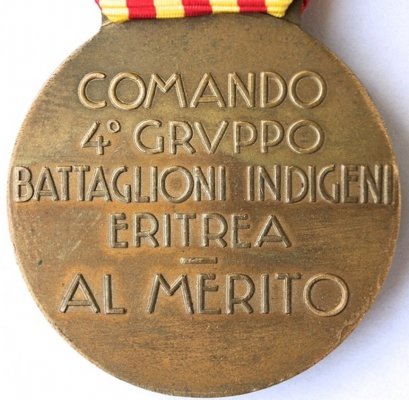 COMANDO
4° GRVPPO
BATTAGLIONI INDIGENI
ERITREA
AL MERITO